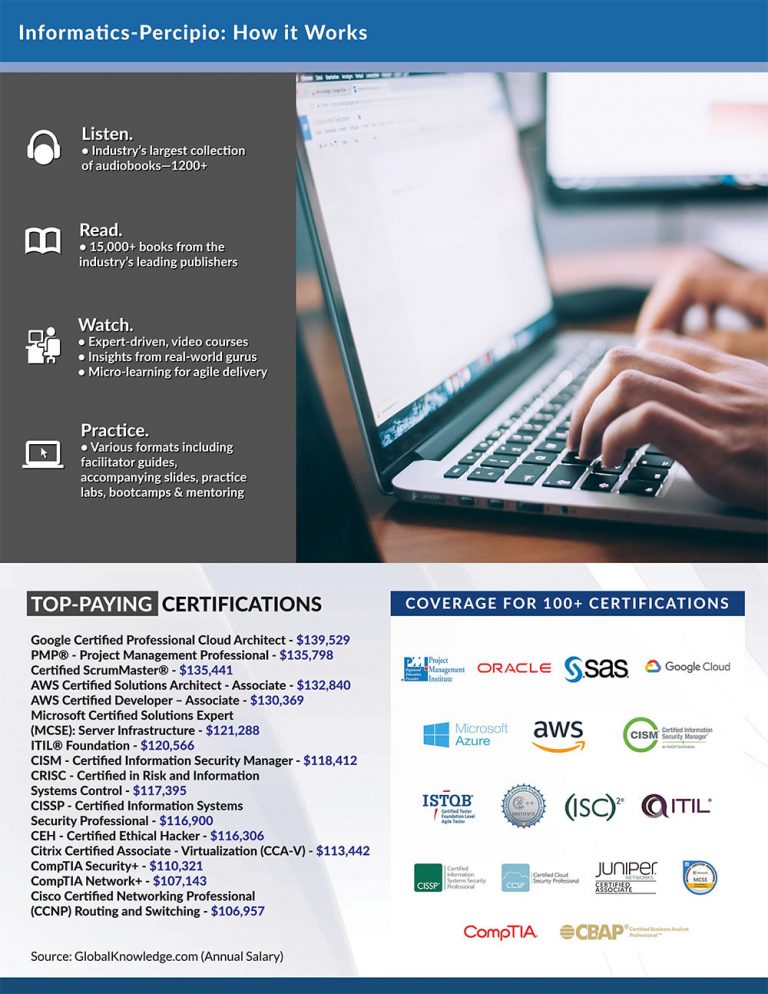 Informatics-Percipio: How it Works
Listen.
● Industry's largest collection
of audiobooks—1200+
Read.
● 15,000+ books from the
industry's leading publishers
Watch.
● Expert-driven, video courses
● Insights from real-world gurus
● Micro-learning for agile delivery
Practice.
● Various formats including
facilitator guides,
accompanying slides, practice
labs, bootcamps & mentoring
TOP-PAYING CERTIFICATIONS
Google Certified Professional Cloud Architect - $139,529
PMP® - Project Management Professional - $135,798
Certified ScrumMaster® - $135,441
AWS Certified Solutions Architect - Associate - $132,840
AWS Certified Developer – Associate - $130,369
Microsoft Certified Solutions Expert
(MCSE): Server Infrastructure - $121,288
ITIL® Foundation - $120,566
CISM - Certified Information Security Manager - $118,412
CRISC - Certified in Risk and Information
Systems Control - $117,395
CISSP - Certified Information Systems
Security Professional - $116,900
CEH - Certified Ethical Hacker - $116,306
Citrix Certified Associate - Virtualization (CCA-V) - $113,442
CompTIA Security+ - $110,321
CompTIA Network+ - $107,143
Cisco Certified Networking Professional
(CCNP) Routing and Switching - $106,957
Source: GlobalKnowledge.com (Annual Salary)
COVERAGE FOR 100+ CERTIFICATIONS
Project
Management
Institute
ORACLE
sas
Google Cloud
Microsoft
Azure
aws
CISM
Certified Information
Security Manager®
An ISACA Certification
ISTQB®
Certified Tester
Foundation Level
Agile Tester
C++
INSTITUTE
(ISC)²®
ITIL®
CISSP®
Certified
Information
Systems Security
Professional
CCSP®
Certified Cloud
Security Professional
JUNIPER
NETWORKS
CERTIFIED
ASSOCIATE
MCSE
CompTIA.
CBAP®
Certified Business Analyst
Professional™